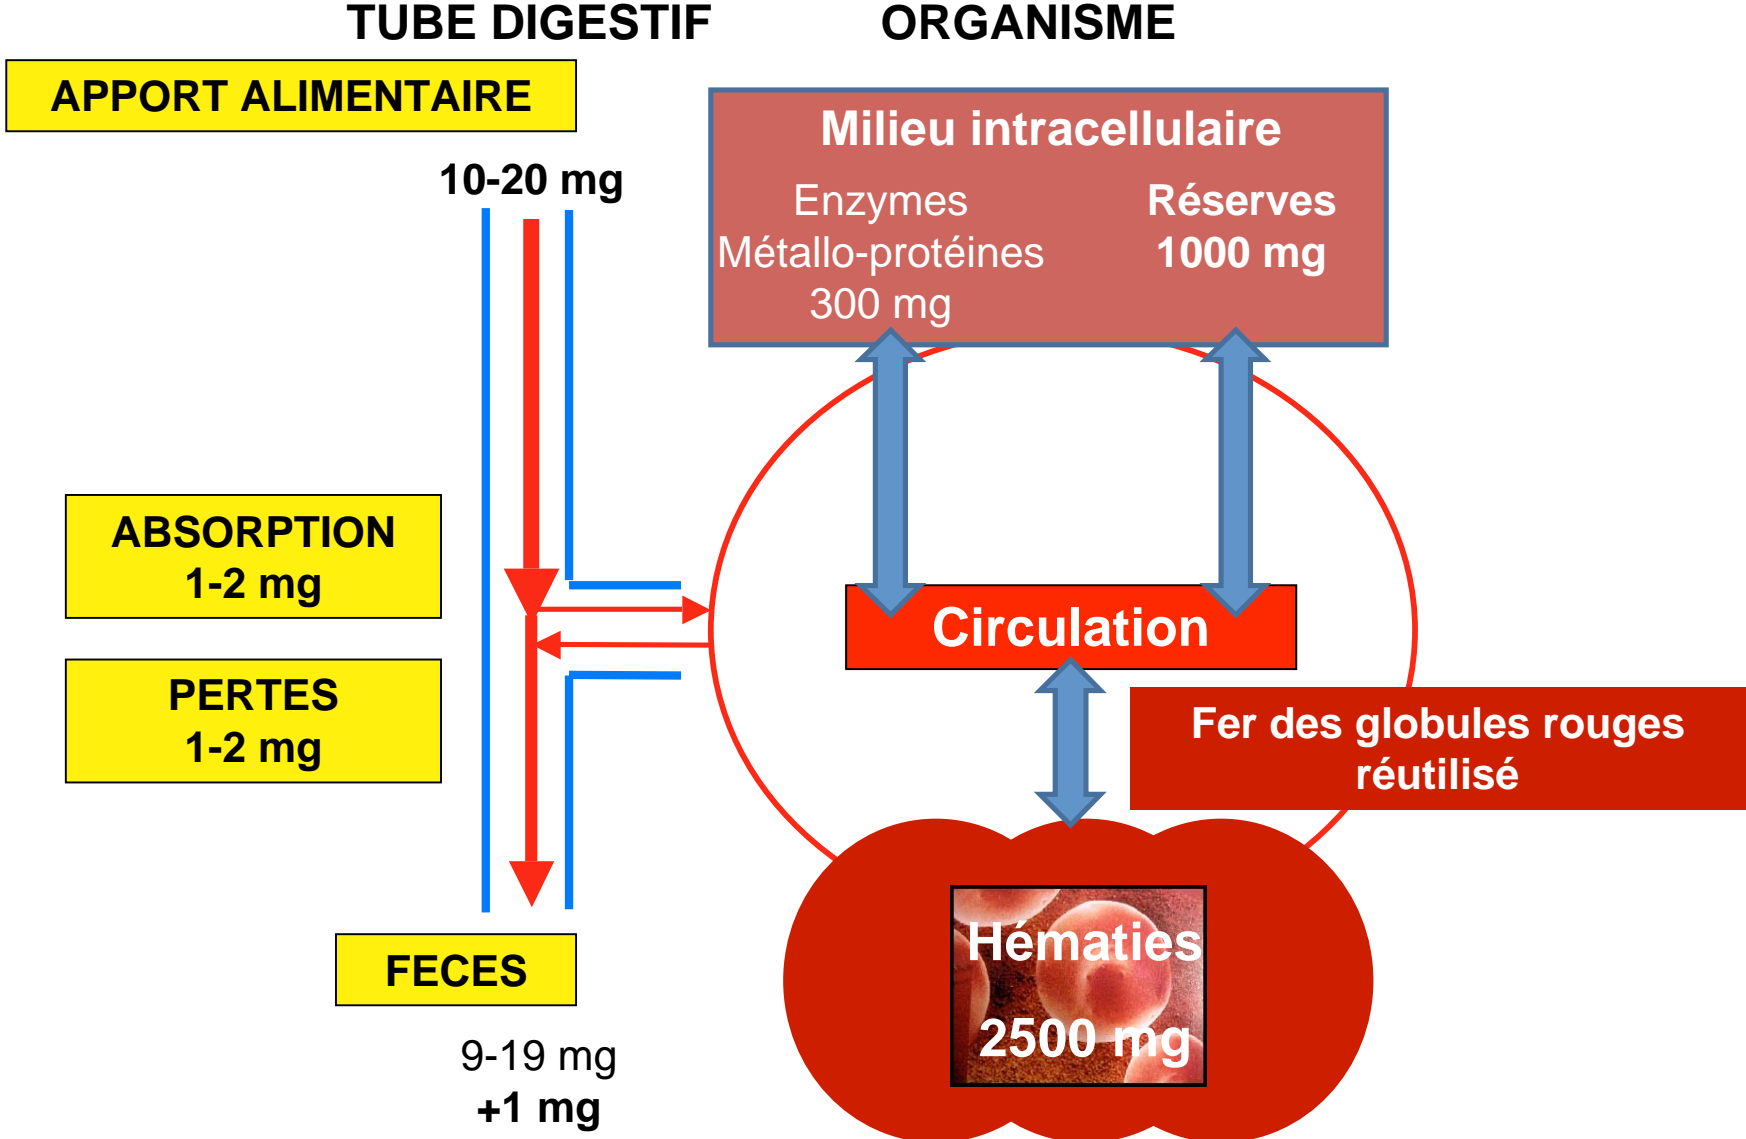 TUBE DIGESTIF
ORGANISME
APPORT ALIMENTAIRE
10-20 mg
Milieu intracellulaire
Enzymes
Métallo-protéines
300 mg
Réserves
1000 mg
ABSORPTION
1-2 mg
PERTES
1-2 mg
Circulation
Fer des globules rouges
réutilisé
Hématies
2500 mg
FECES
9-19 mg
+1 mg